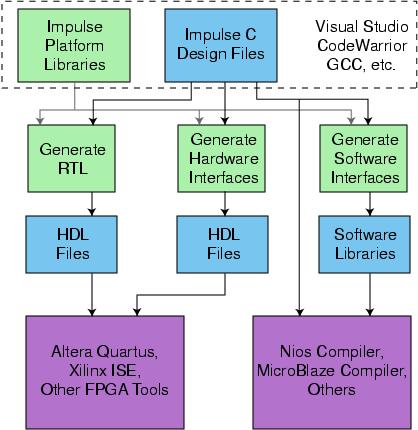 Impulse
Platform
Libraries
Impulse C
Design Files
Visual Studio
CodeWarrior
GCC, etc.
Generate
RTL
Generate
Hardware
Interfaces
Generate
Software
Interfaces
HDL
Files
HDL
Files
Software
Libraries
Altera Quartus,
Xilinx ISE,
Other FPGA Tools
Nios Compiler,
MicroBlaze Compiler,
Others